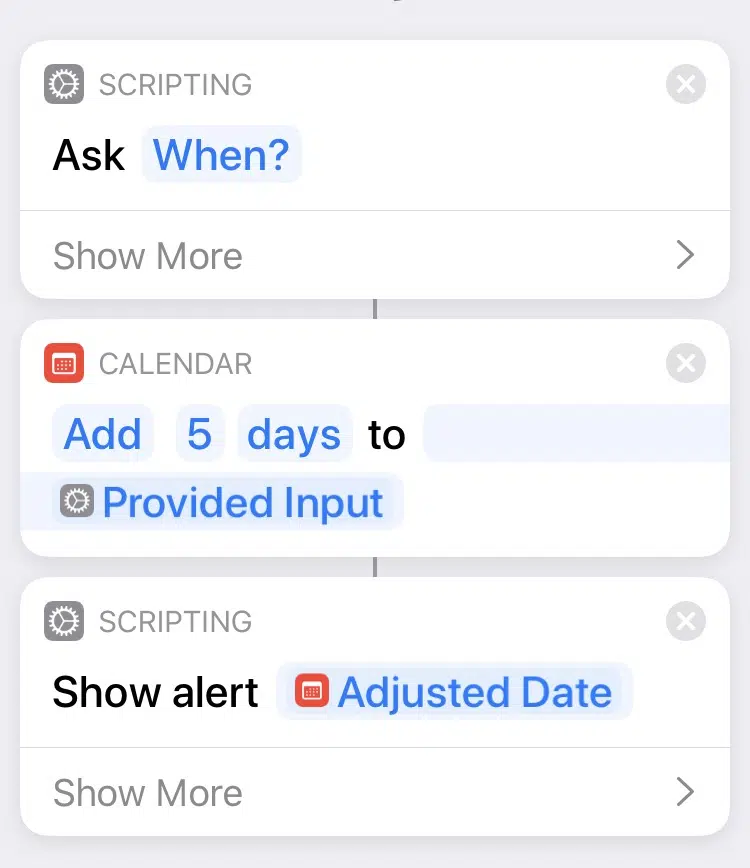 SCRIPTING
Ask When?
Show More
CALENDAR
Add 5 days to
Provided Input
SCRIPTING
Show alert Adjusted Date
Show More